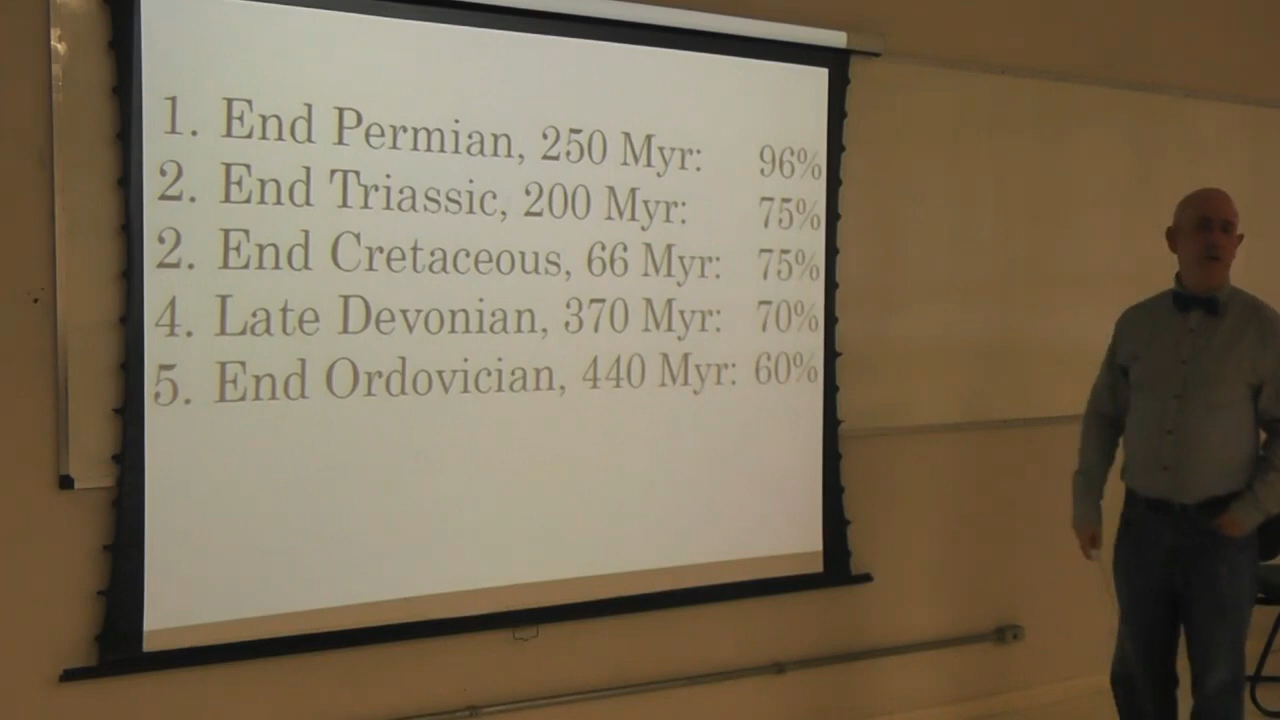 1. End Permian, 250 Myr: 96%
2. End Triassic, 200 Myr: 75%
2. End Cretaceous, 66 Myr: 75%
4. Late Devonian, 370 Myr: 70%
5. End Ordovician, 440 Myr: 60%